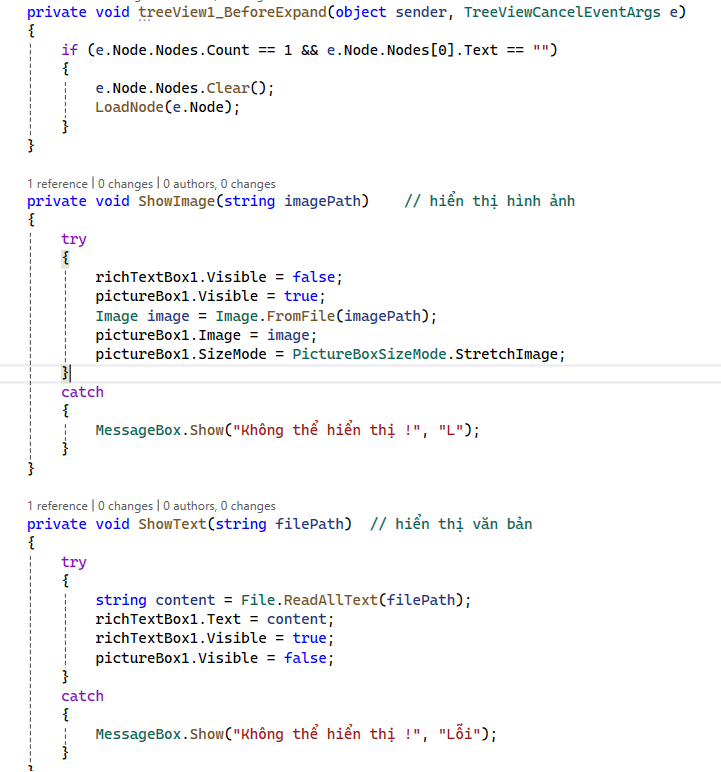 private void treeView1_BeforeExpand(object sender, TreeViewCancelEventArgs e)
{
if (e.Node.Nodes.Count == 1 && e.Node.Nodes[0].Text == "")
{
e.Node.Nodes.Clear();
LoadNode(e.Node);
}
}
1 reference | 0 changes | 0 authors, 0 changes
private void ShowImage(string imagePath)    // hiển thị hình ảnh
{
try
{
richTextBox1.Visible = false;
pictureBox1.Visible = true;
Image image = Image.FromFile(imagePath);
pictureBox1.Image = image;
pictureBox1.SizeMode = PictureBoxSizeMode.StretchImage;
}
catch
{
MessageBox.Show("Không thể hiển thị !", "L");
}
}
1 reference | 0 changes | 0 authors, 0 changes
private void ShowText(string filePath)  // hiển thị văn bản
{
try
{
string content = File.ReadAllText(filePath);
richTextBox1.Text = content;
richTextBox1.Visible = true;
pictureBox1.Visible = false;
}
catch
{
MessageBox.Show("Không thể hiển thị !", "Lỗi");
}
}